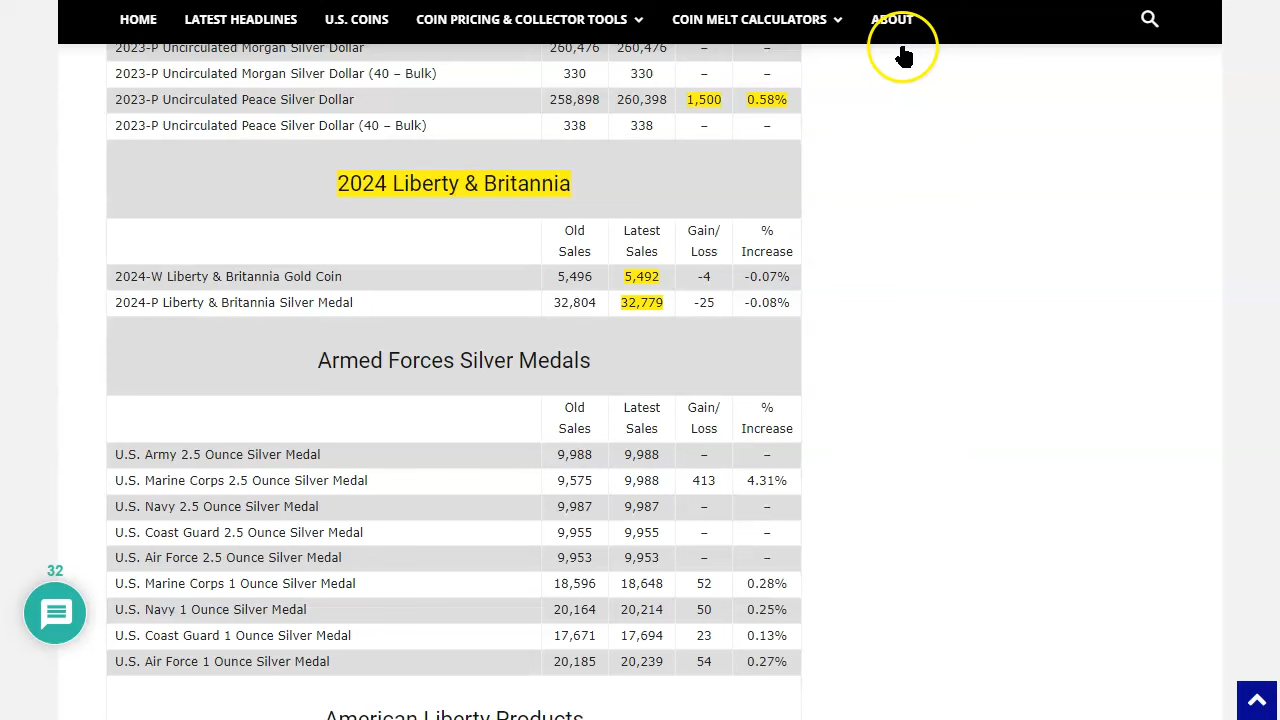 HOME LATEST HEADLINES U.S. COINS COIN PRICING & COLLECTOR TOOLS COIN MELT CALCULATORS ABOUT
2023-P Uncirculated Morgan Silver Dollar 260,476 260,476 – –
2023-P Uncirculated Morgan Silver Dollar (40 – Bulk) 330 330 – –
2023-P Uncirculated Peace Silver Dollar 258,898 260,398 1,500 0.58%
2023-P Uncirculated Peace Silver Dollar (40 – Bulk) 338 338 – –
2024 Liberty & Britannia
Old Latest Gain/ %
Sales Sales Loss Increase
2024-W Liberty & Britannia Gold Coin 5,496 5,492 -4 -0.07%
2024-P Liberty & Britannia Silver Medal 32,804 32,779 -25 -0.08%
Armed Forces Silver Medals
Old Latest Gain/ %
Sales Sales Loss Increase
U.S. Army 2.5 Ounce Silver Medal 9,988 9,988 – –
U.S. Marine Corps 2.5 Ounce Silver Medal 9,575 9,988 413 4.31%
U.S. Navy 2.5 Ounce Silver Medal 9,987 9,987 – –
U.S. Coast Guard 2.5 Ounce Silver Medal 9,955 9,955 – –
U.S. Air Force 2.5 Ounce Silver Medal 9,953 9,953 – –
32
U.S. Marine Corps 1 Ounce Silver Medal 18,596 18,648 52 0.28%
U.S. Navy 1 Ounce Silver Medal 20,164 20,214 50 0.25%
U.S. Coast Guard 1 Ounce Silver Medal 17,671 17,694 23 0.13%
U.S. Air Force 1 Ounce Silver Medal 20,185 20,239 54 0.27%
American Liberty Products